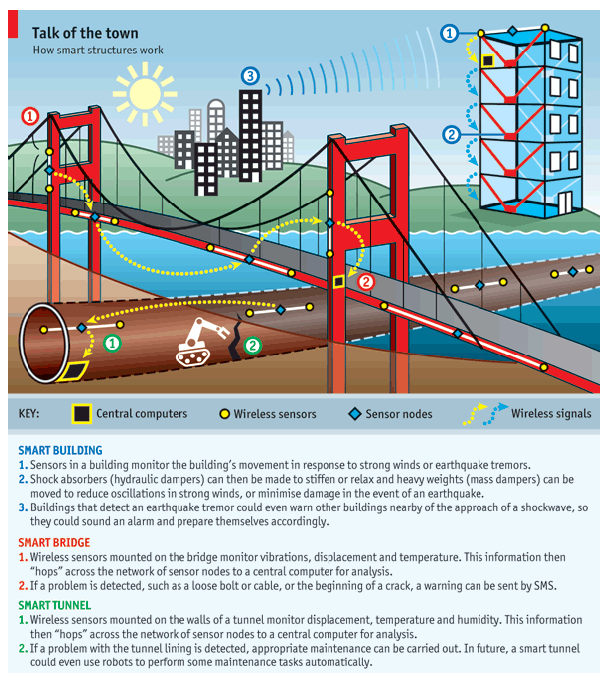 Talk of the town
How smart structures work
1
3
1
2
2
1
2
KEY:
Central computers
Wireless sensors
Sensor nodes
Wireless signals
SMART BUILDING
1. Sensors in a building monitor the building's movement in response to strong winds or earthquake tremors.
2. Shock absorbers (hydraulic dampers) can then be made to stiffen or relax and heavy weights (mass dampers) can be
moved to reduce oscillations in strong winds, or minimise damage in the event of an earthquake.
3. Buildings that detect an earthquake tremor could even warn other buildings nearby of the approach of a shockwave, so
they could sound an alarm and prepare themselves accordingly.
SMART BRIDGE
1. Wireless sensors mounted on the bridge monitor vibrations, displacement and temperature. This information then
“hops” across the network of sensor nodes to a central computer for analysis.
2. If a problem is detected, such as a loose bolt or cable, or the beginning of a crack, a warning can be sent by SMS.
SMART TUNNEL
1. Wireless sensors mounted on the walls of a tunnel monitor displacement, temperature and humidity. This information
then “hops” across the network of sensor nodes to a central computer for analysis.
2. If a problem with the tunnel lining is detected, appropriate maintenance can be carried out. In future, a smart tunnel
could even use robots to perform some maintenance tasks automatically.